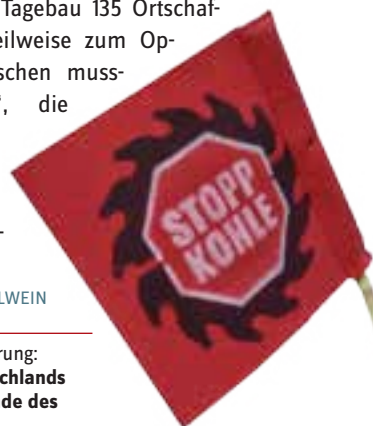 Tagebau 135 Ortschaf-
eilweise zum Op-
schen muss-
“, die
-
LWEIN
rung:
chlands
de des
STOPP
KOHLE